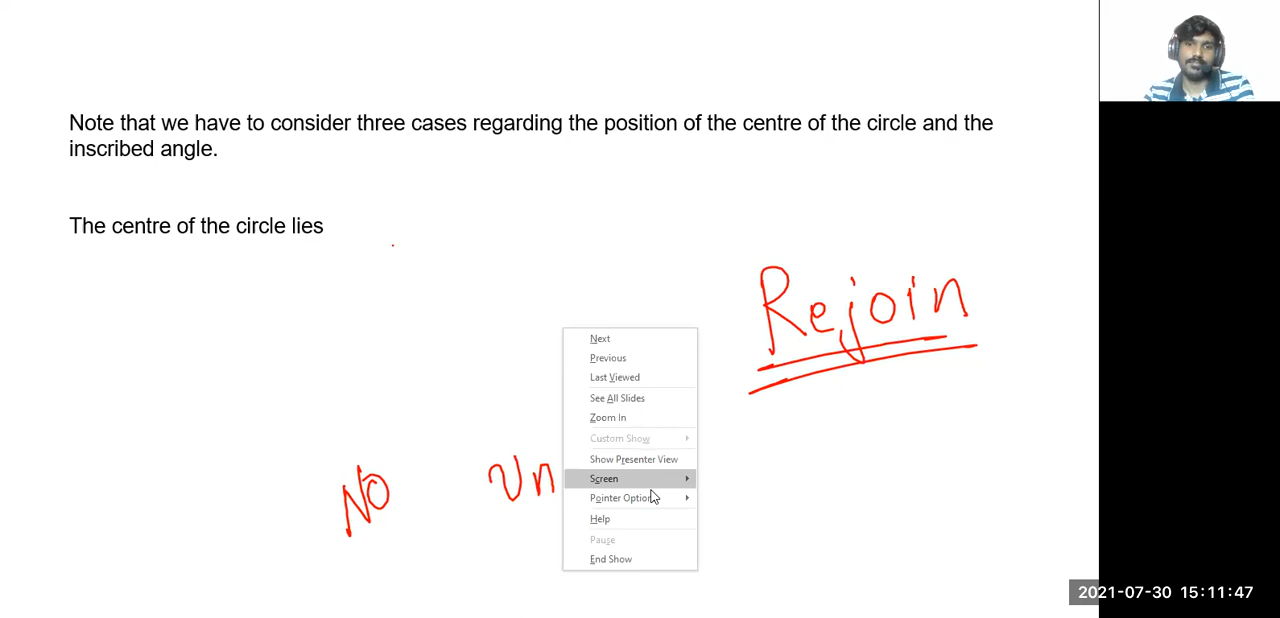 Note that we have to consider three cases regarding the position of the centre of the circle and the
inscribed angle.
The centre of the circle lies
Rejoin
Next
Previous
Last Viewed
See All Slides
Zoom In
Custom Show
Show Presenter View
Screen
Pointer Option
Help
Pause
End Show
No
Un
2021-07-30 15:11:47